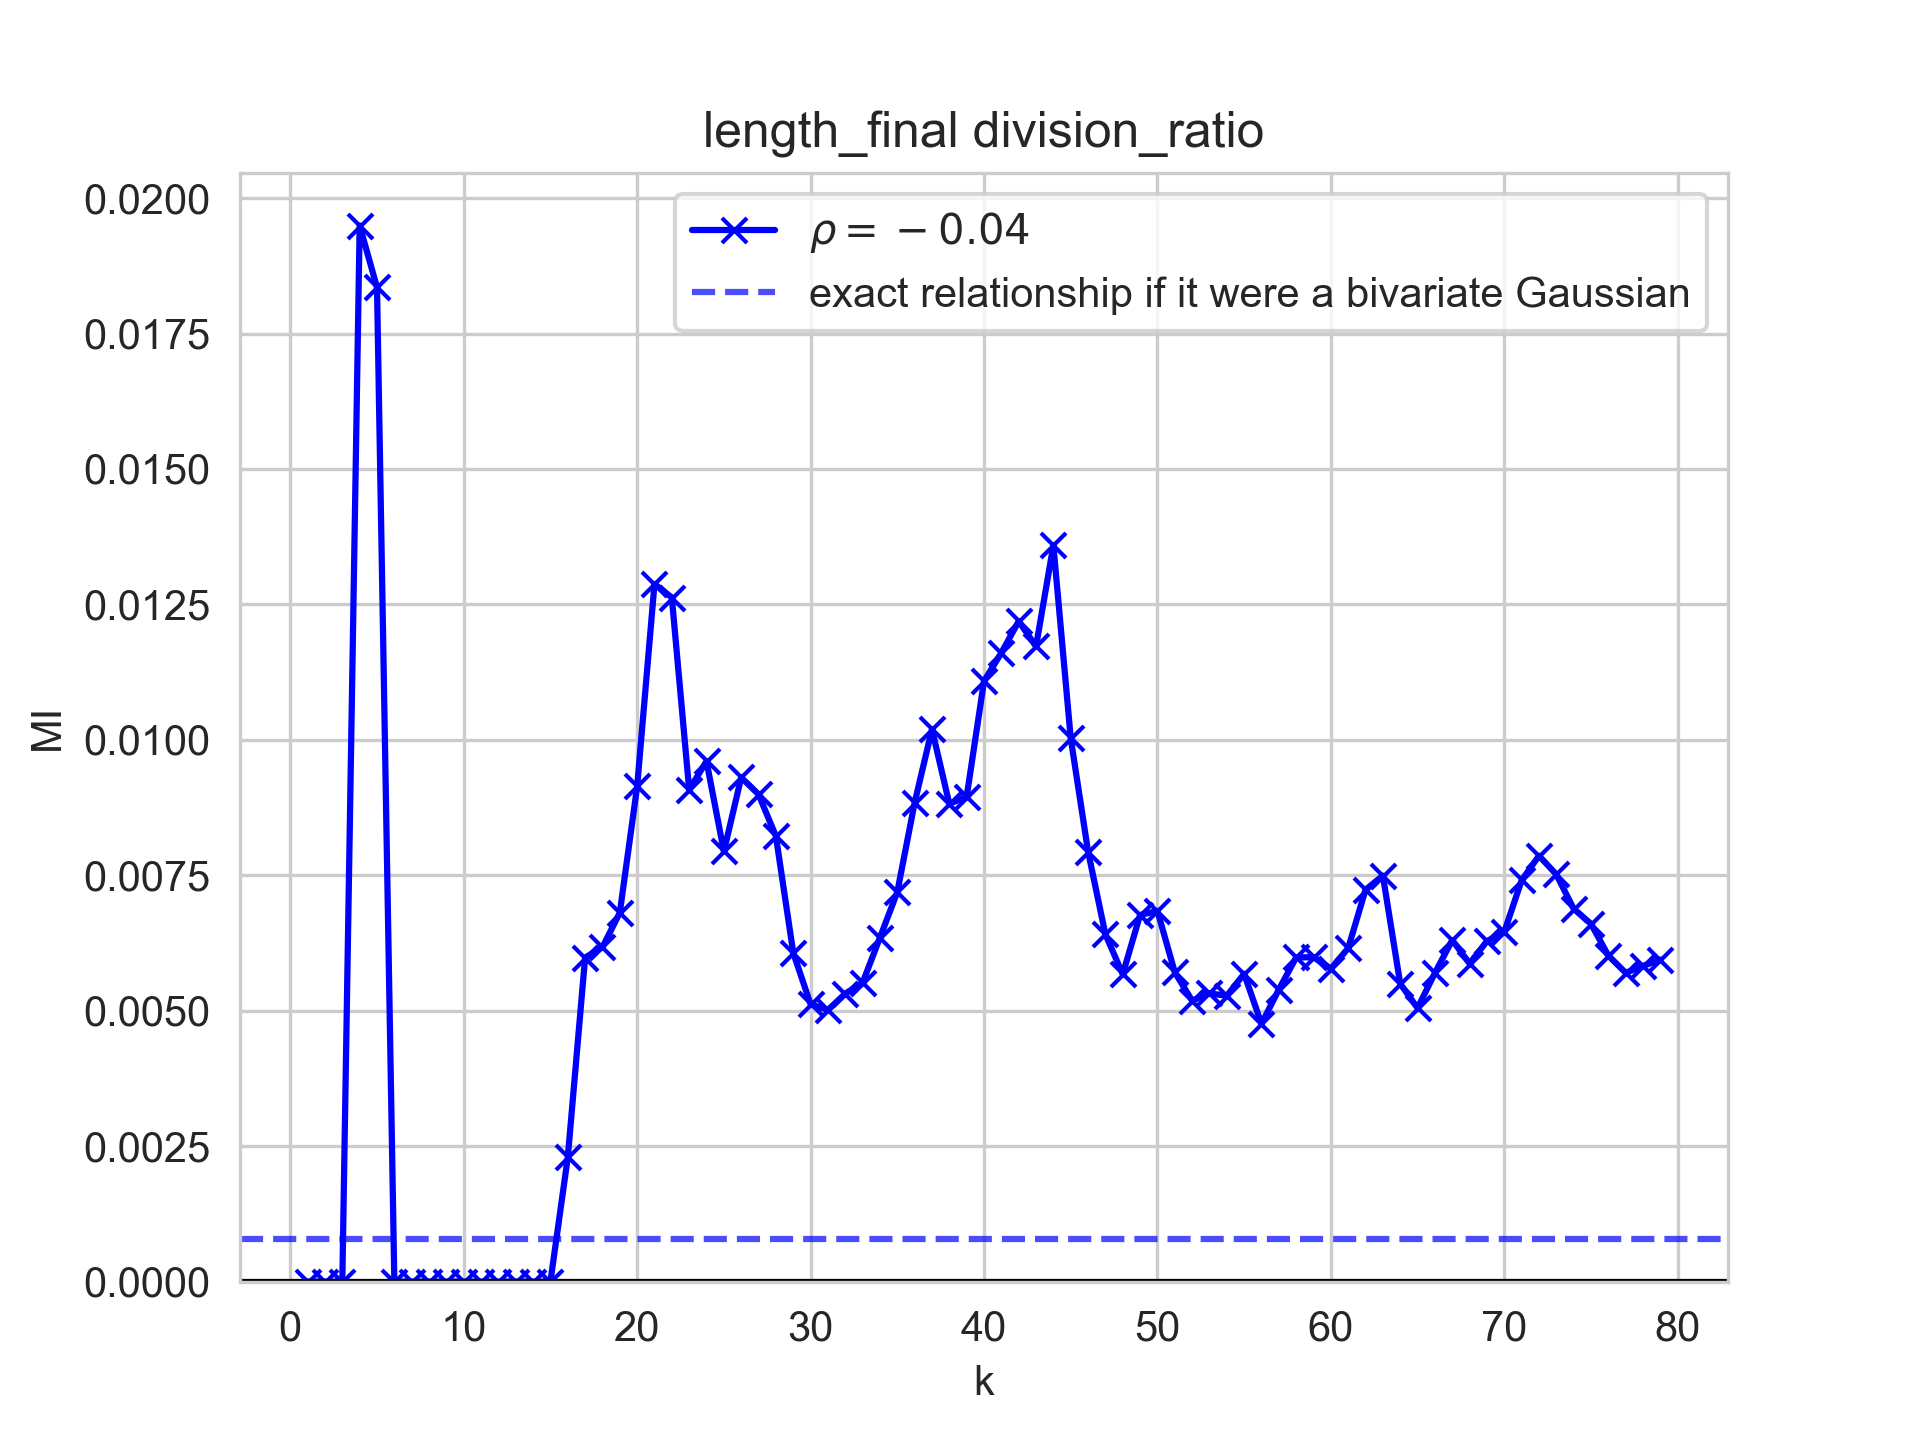 length_final division_ratio
ρ = − 0.04
exact relationship if it were a bivariate Gaussian
MI
0.0200
0.0175
0.0150
0.0125
0.0100
0.0075
0.0050
0.0025
0.0000
0 10 20 30 40 50 60 70 80
k